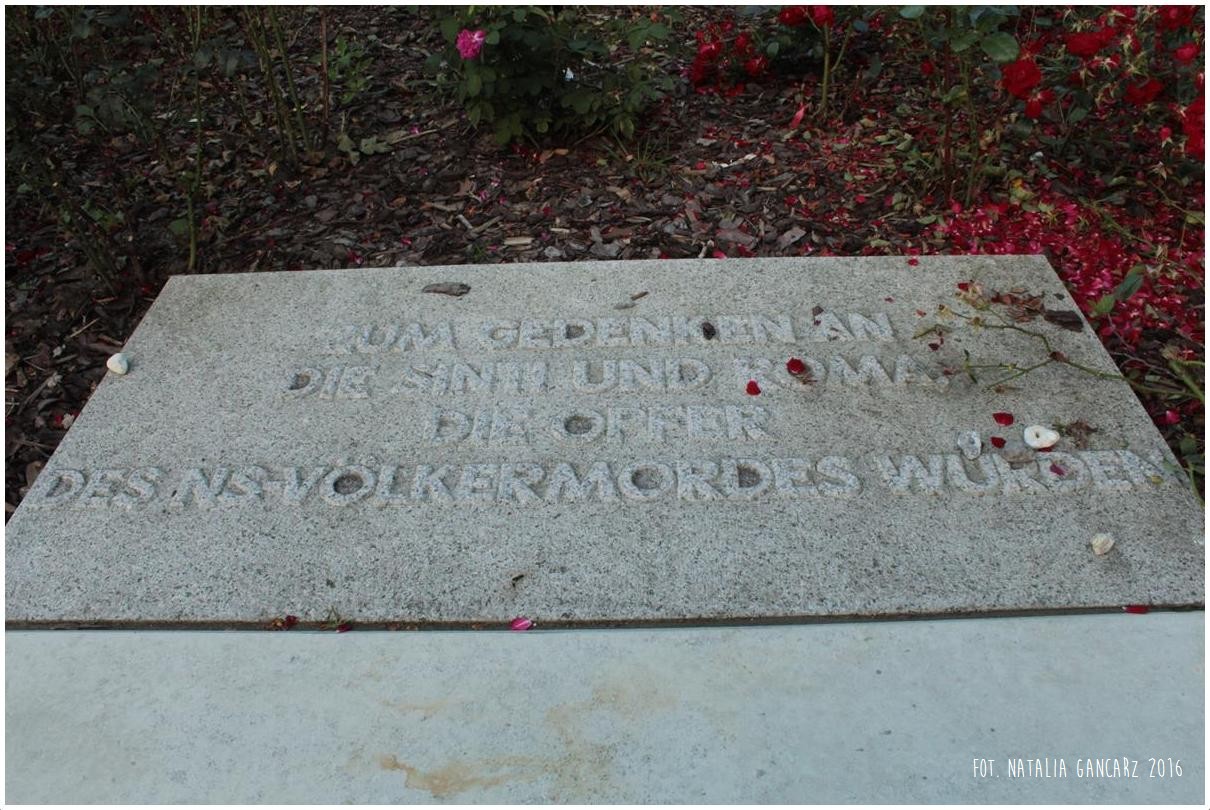 ZUM GEDENKEN AN
DIE SINTI UND ROMA,
DIE OPFER
DES NS-VÖLKERMORDES WURDEN
FOT. NATALIA GANCARZ 2016